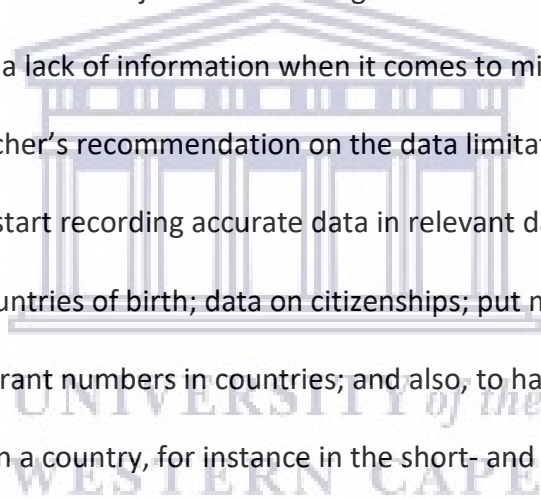 a lack of information when it comes to mi
cher's recommendation on the data limita
start recording accurate data in relevant da
untries of birth; data on citizenships; put m
rant numbers in countries; and also, to ha
UNIVERSITY of the
n a country, for instance in the short- and
WESTERN CAPE